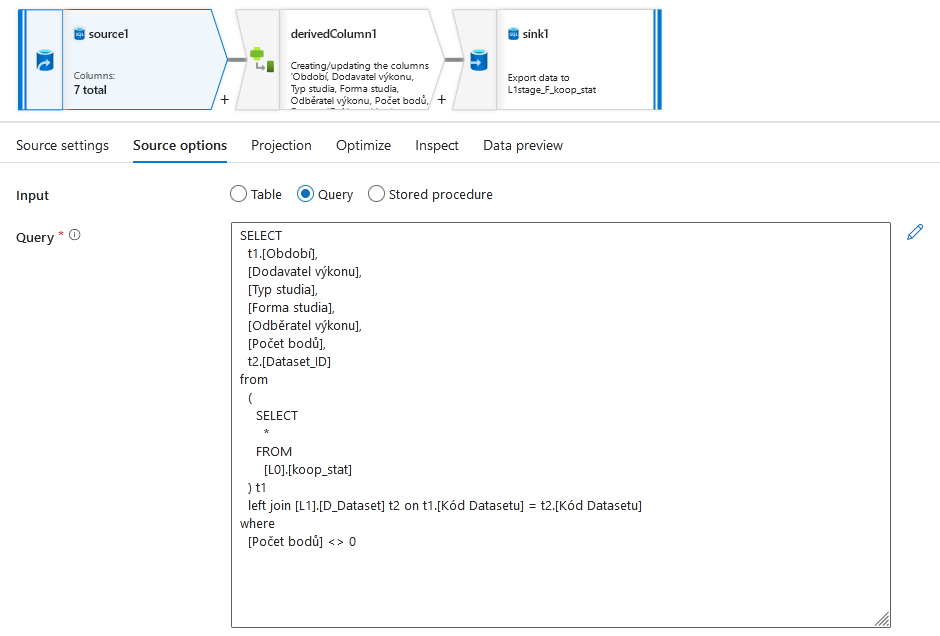 source1
Columns:
7 total
+
derivedColumn1
Creating/updating the columns
'Období, Dodavatel výkonu,
Typ studia, Forma studia,
Odběratel výkonu, Počet bodů,
+
sink1
Export data to
L1stage_F_koop_stat
Source settings
Source options
Projection
Optimize
Inspect
Data preview
Input
Table
Query
Stored procedure
Query *
SELECT
t1.[Období],
[Dodavatel výkonu],
[Typ studia],
[Forma studia],
[Odběratel výkonu],
[Počet bodů],
t2.[Dataset_ID]
from
(
SELECT
*
FROM
[L0].[koop_stat]
) t1
left join [L1].[D_Dataset] t2 on t1.[Kód Datasetu] = t2.[Kód Datasetu]
where
[Počet bodů] <> 0